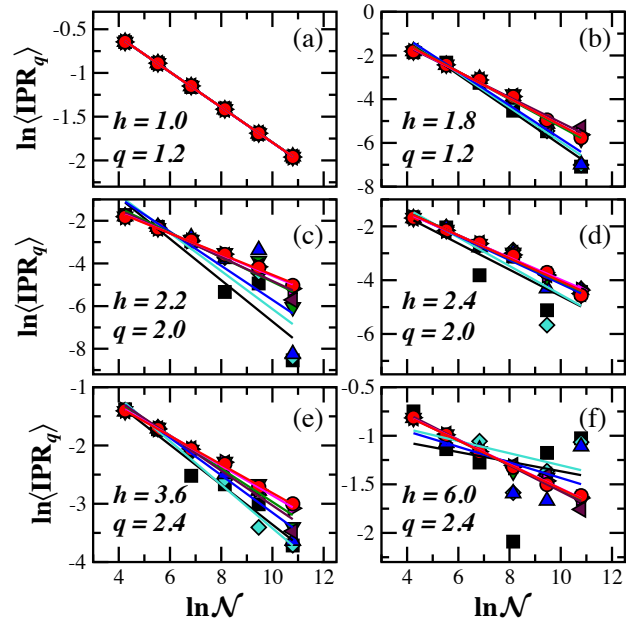 -0.5
-1
-1.5
-2
ln⟨IPR_q⟩
(a)
h = 1.0
q = 1.2
0
-2
-4
-6
-8
(b)
h = 1.8
q = 1.2
-2
-4
-6
-8
ln⟨IPR_q⟩
(c)
h = 2.2
q = 2.0
-2
-4
-6
(d)
h = 2.4
q = 2.0
-1
-2
-3
-4
ln⟨IPR_q⟩
(e)
h = 3.6
q = 2.4
4 6 8 10 12
ln𝒩
-0.5
-1
-1.5
-2
(f)
h = 6.0
q = 2.4
4 6 8 10 12
ln𝒩